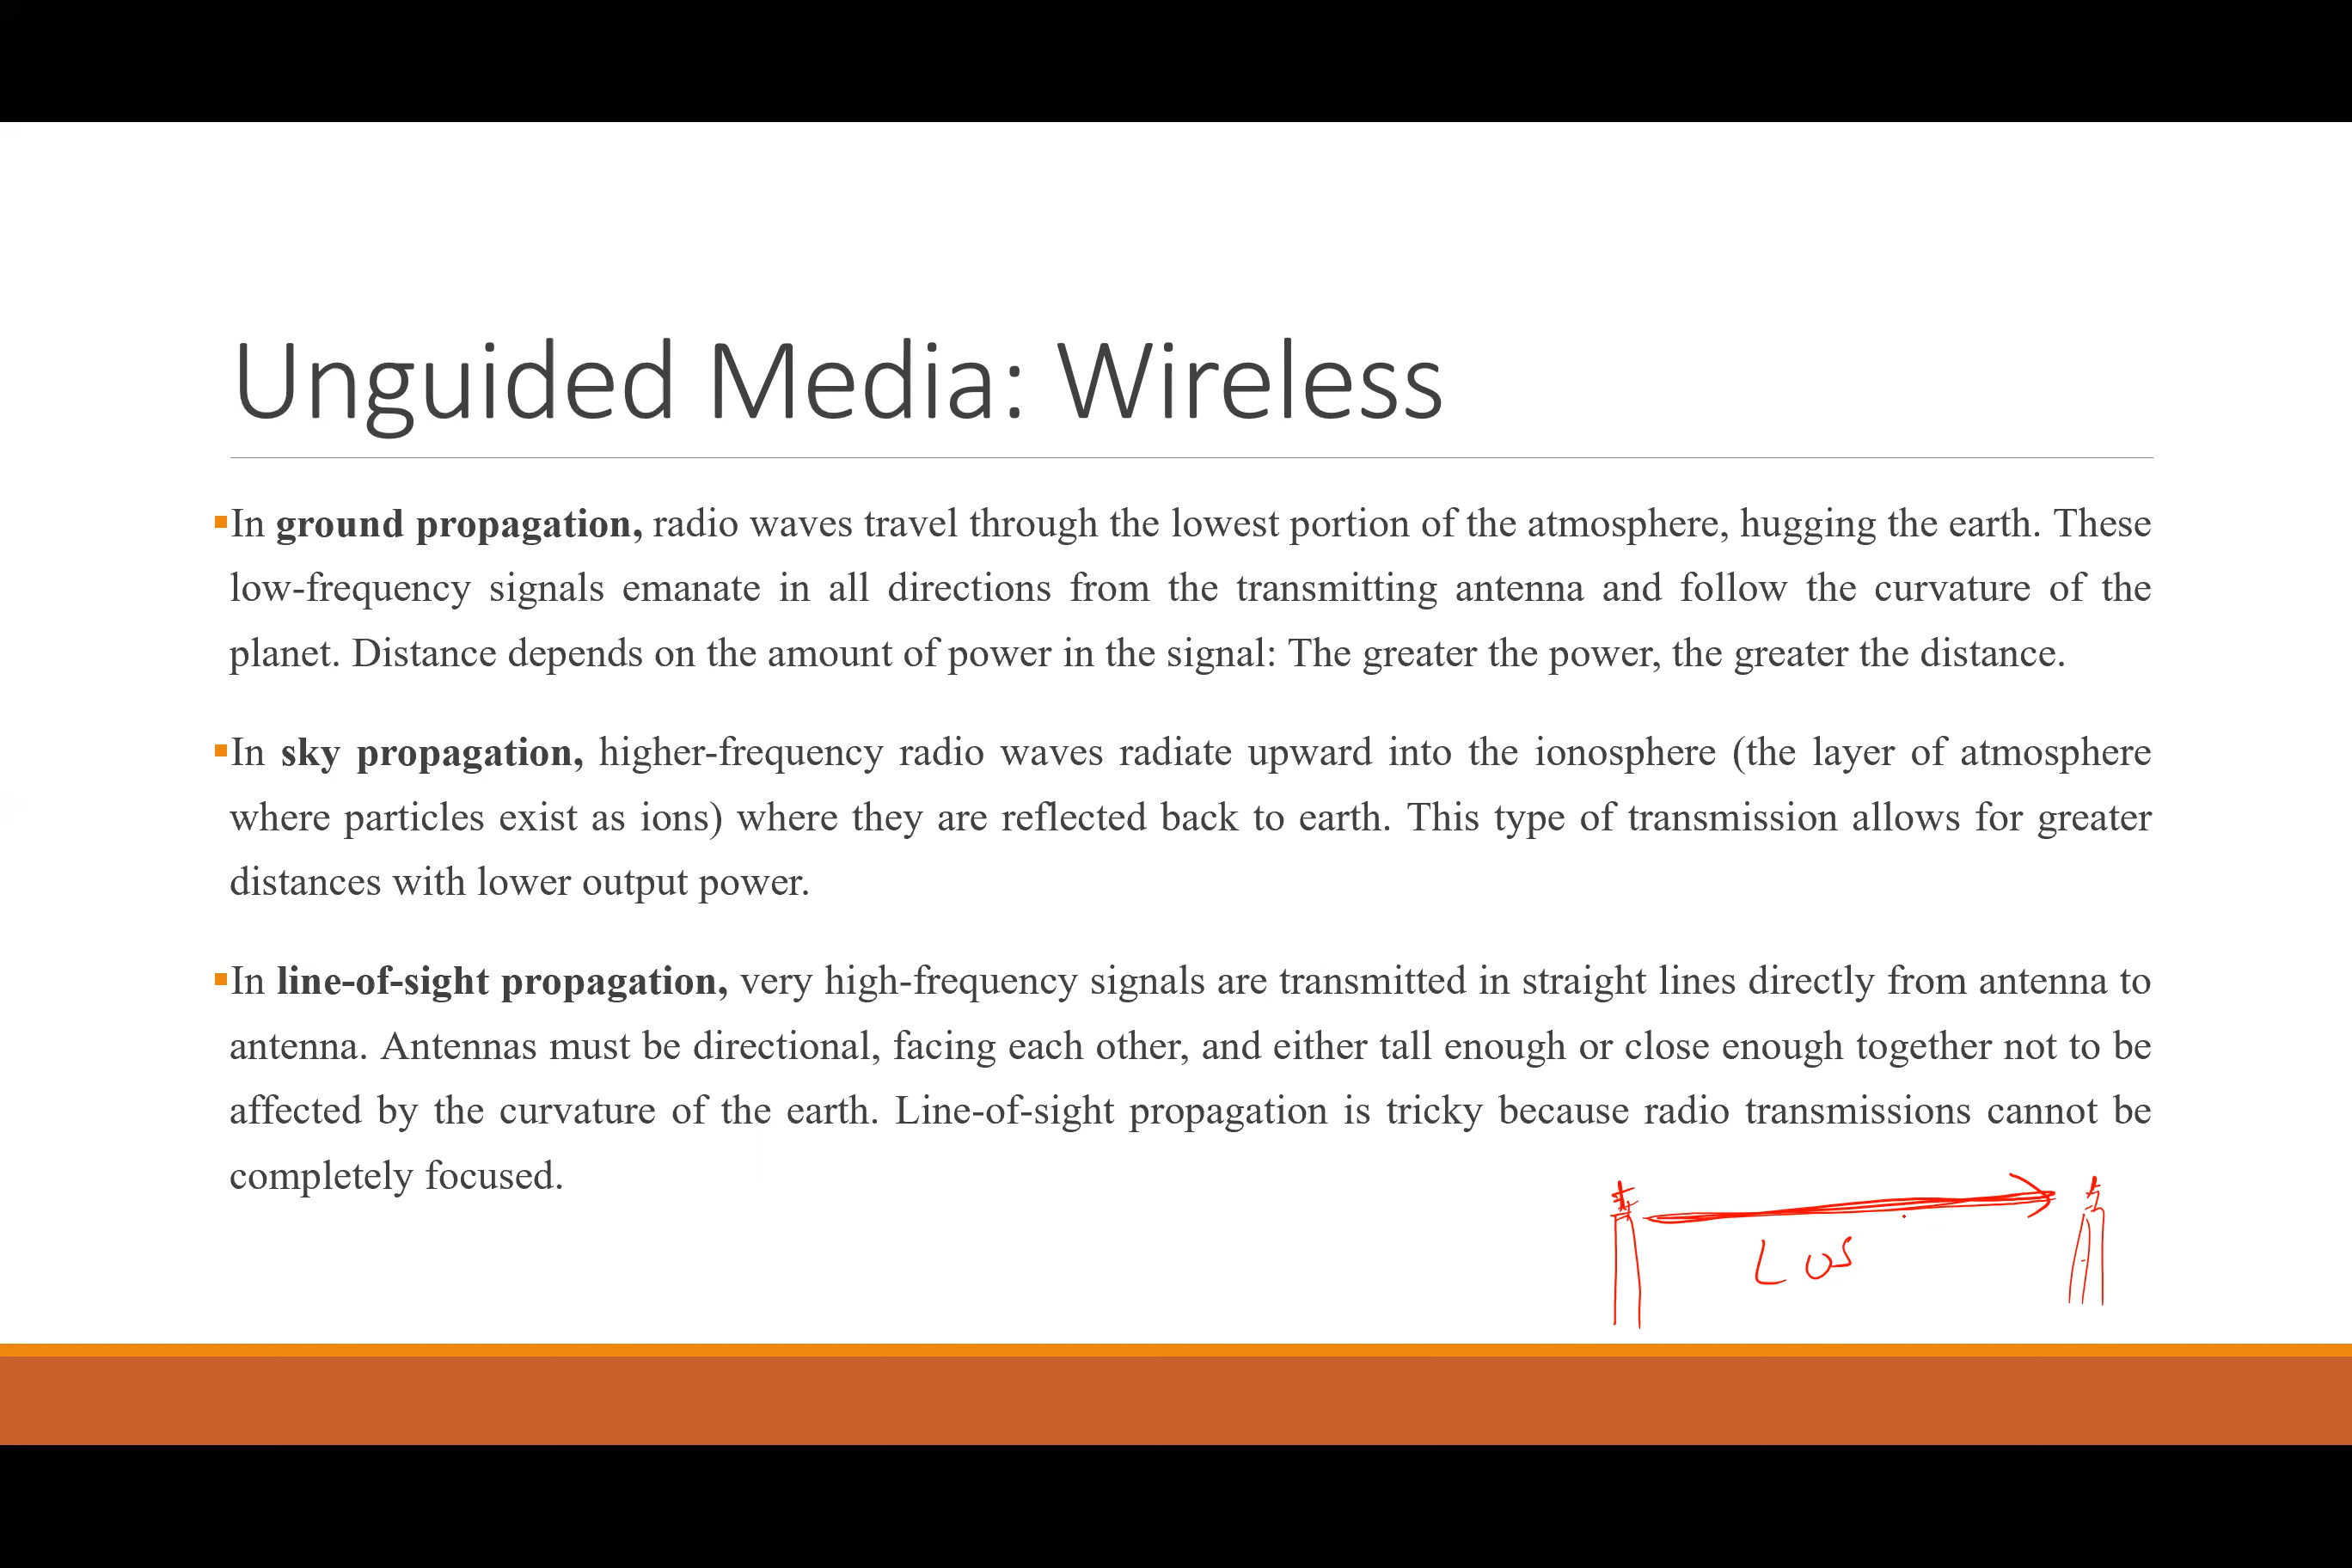 Unguided Media: Wireless
In ground propagation, radio waves travel through the lowest portion of the atmosphere, hugging the earth. These
low-frequency signals emanate in all directions from the transmitting antenna and follow the curvature of the
planet. Distance depends on the amount of power in the signal: The greater the power, the greater the distance.
In sky propagation, higher-frequency radio waves radiate upward into the ionosphere (the layer of atmosphere
where particles exist as ions) where they are reflected back to earth. This type of transmission allows for greater
distances with lower output power.
In line-of-sight propagation, very high-frequency signals are transmitted in straight lines directly from antenna to
antenna. Antennas must be directional, facing each other, and either tall enough or close enough together not to be
affected by the curvature of the earth. Line-of-sight propagation is tricky because radio transmissions cannot be
completely focused.
LOS